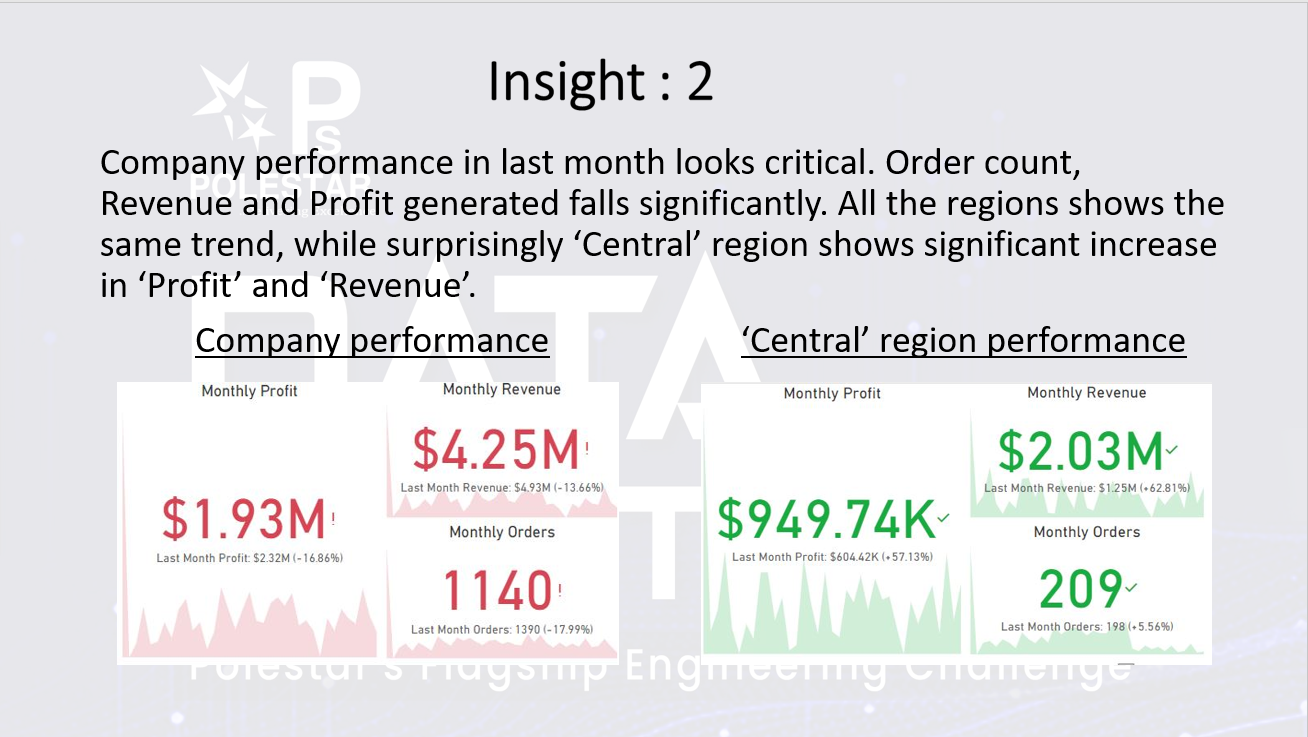 Insight : 2
Company performance in last month looks critical. Order count,
Revenue and Profit generated falls significantly. All the regions shows the
same trend, while surprisingly ‘Central’ region shows significant increase
in ‘Profit’ and ‘Revenue’.
Company performance
‘Central’ region performance
Monthly Profit
$1.93M!
Last Month Profit: $2.32M (-16.86%)
Monthly Revenue
$4.25M!
Last Month Revenue: $4.93M (-13.66%)
Monthly Orders
1140!
Last Month Orders: 1390 (-17.99%)
Monthly Profit
$949.74K✓
Last Month Profit: $604.42K (+57.13%)
Monthly Revenue
$2.03M✓
Last Month Revenue: $1.25M (+62.81%)
Monthly Orders
209✓
Last Month Orders: 198 (+5.56%)
PS
POLESTAR
DATA
Polestar's Flagship Engineering Challenge